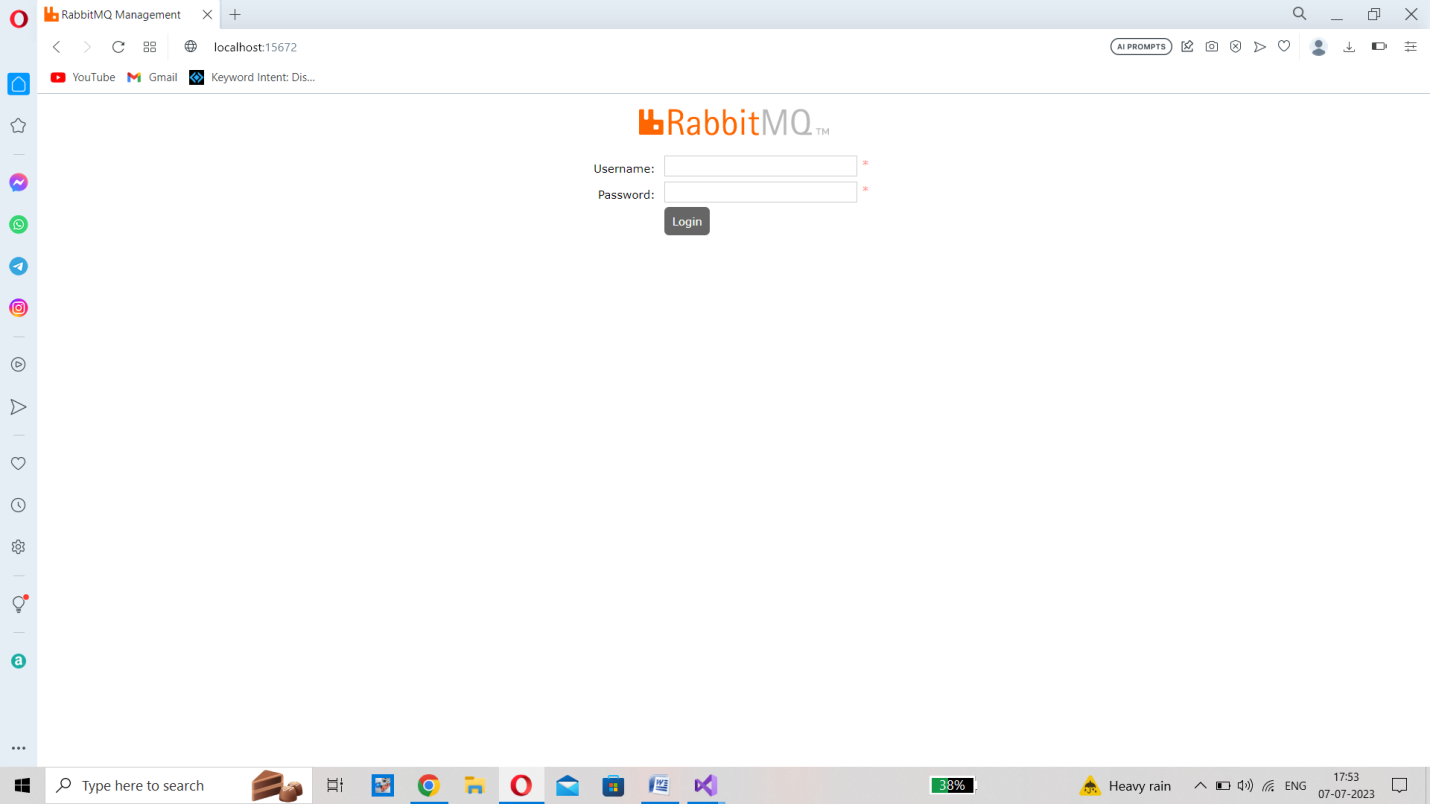 RabbitMQ Management
localhost:15672
AI PROMPTS
YouTube
Gmail
Keyword Intent: Dis...
RabbitMQ TM
Username: *
Password: *
Login
a
Type here to search
38%
Heavy rain
ENG
17:53
07-07-2023